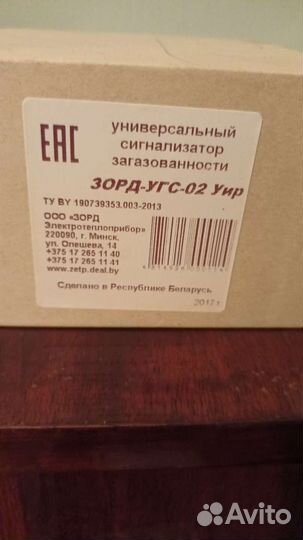 EAC
универсальный
сигнализатор
загазованности
ЗОРД-УГС-02 Уир
ТУ BY 190739353.003-2013
ООО «ЗОРД
Электротеплоприбор»
220090, г. Минск,
ул. Олешева, 14
+375 17 265 11 40
+375 17 265 11 41
www.zetp.deal.by
Сделано в Республике Беларусь
2017 г
Avito